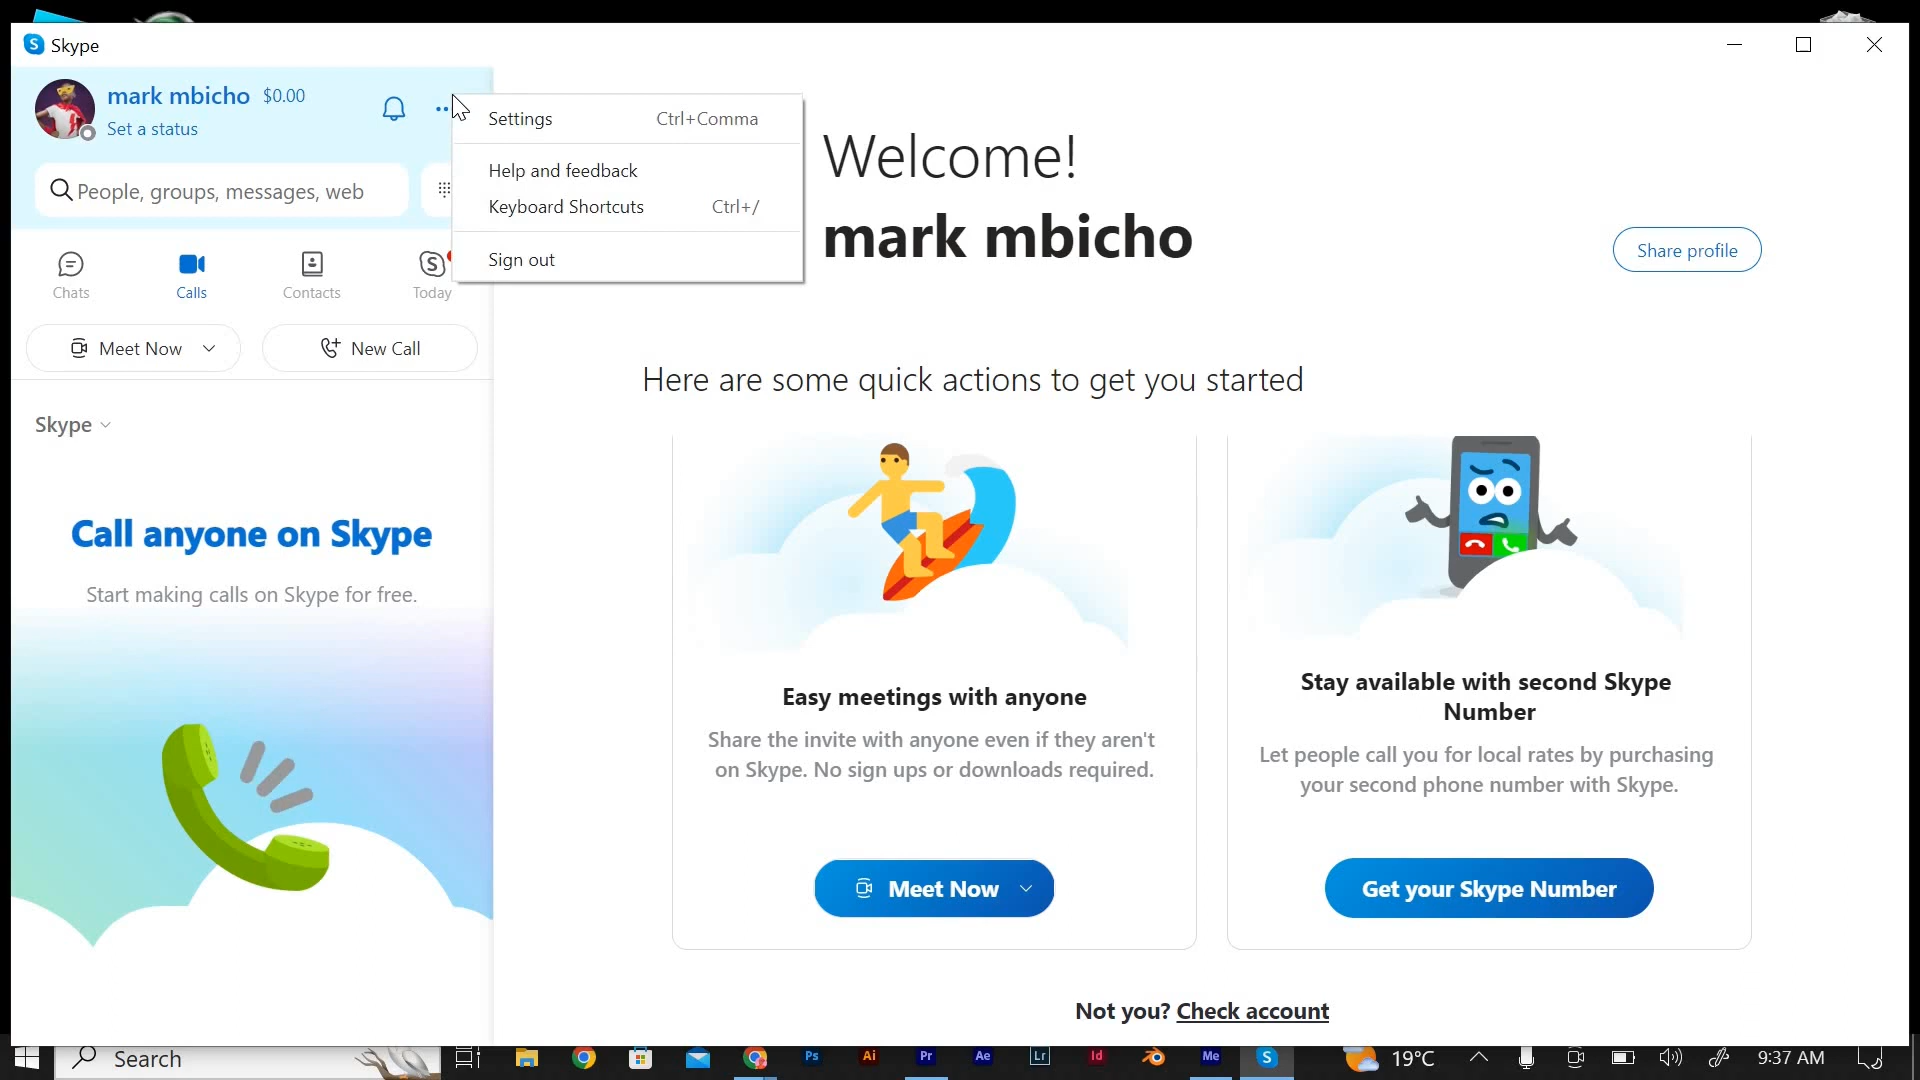 Skype
mark mbicho $0.00
Set a status
People, groups, messages, web
Chats
Calls
Contacts
Today
Meet Now
New Call
Skype
Call anyone on Skype
Start making calls on Skype for free.
Settings Ctrl+Comma
Help and feedback
Keyboard Shortcuts Ctrl+/
Sign out
Welcome!
mark mbicho
Share profile
Here are some quick actions to get you started
Easy meetings with anyone
Share the invite with anyone even if they aren't
on Skype. No sign ups or downloads required.
Meet Now
Stay available with second Skype
Number
Let people call you for local rates by purchasing
your second phone number with Skype.
Get your Skype Number
Not you? Check account
Search
Ps
Ai
Pr
Ae
Lr
Id
Me
S
19°C
9:37 AM